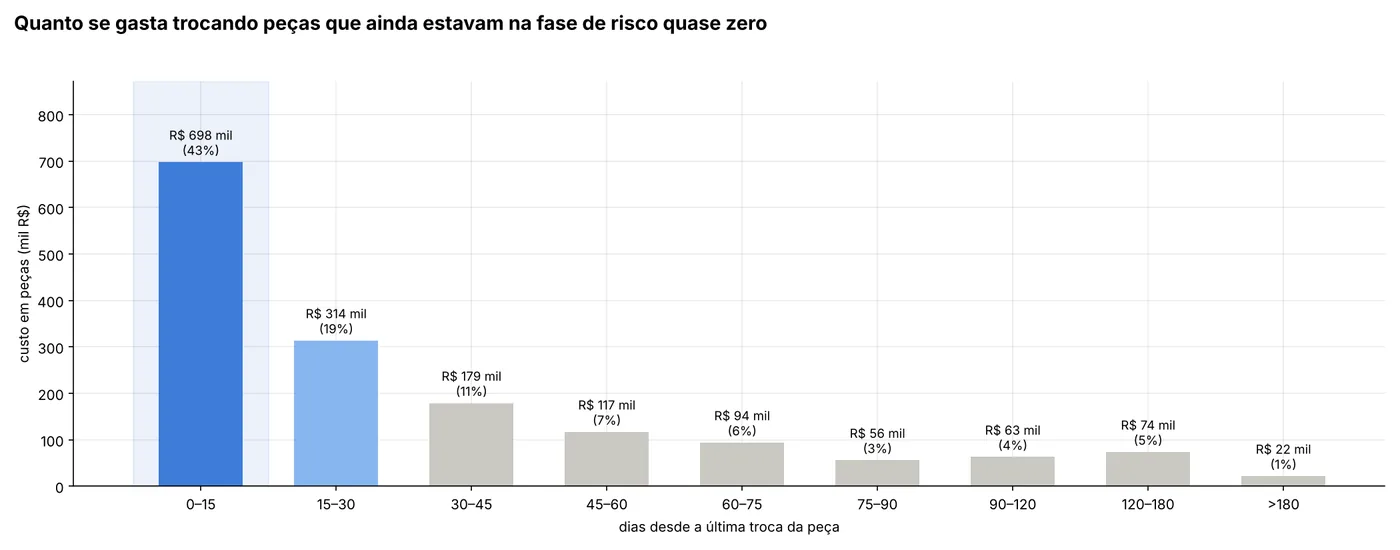 Quanto se gasta trocando peças que ainda estavam na fase de risco quase zero
custo em peças (mil R$)
800
700
600
500
400
300
200
100
0
R$ 698 mil
(43%)
R$ 314 mil
(19%)
R$ 179 mil
(11%)
R$ 117 mil
(7%)
R$ 94 mil
(6%)
R$ 56 mil
(3%)
R$ 63 mil
(4%)
R$ 74 mil
(5%)
R$ 22 mil
(1%)
0–15
15–30
30–45
45–60
60–75
75–90
90–120
120–180
>180
dias desde a última troca da peça